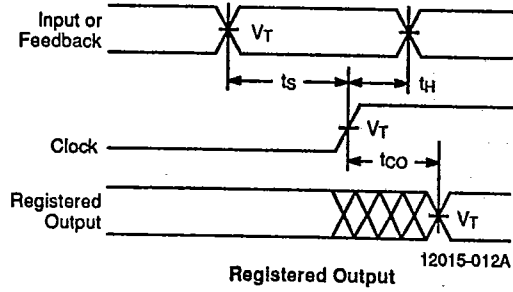 Input or
Feedback
VT
tS
tH
Clock
VT
tCO
Registered
Output
VT
12015-012A
Registered Output